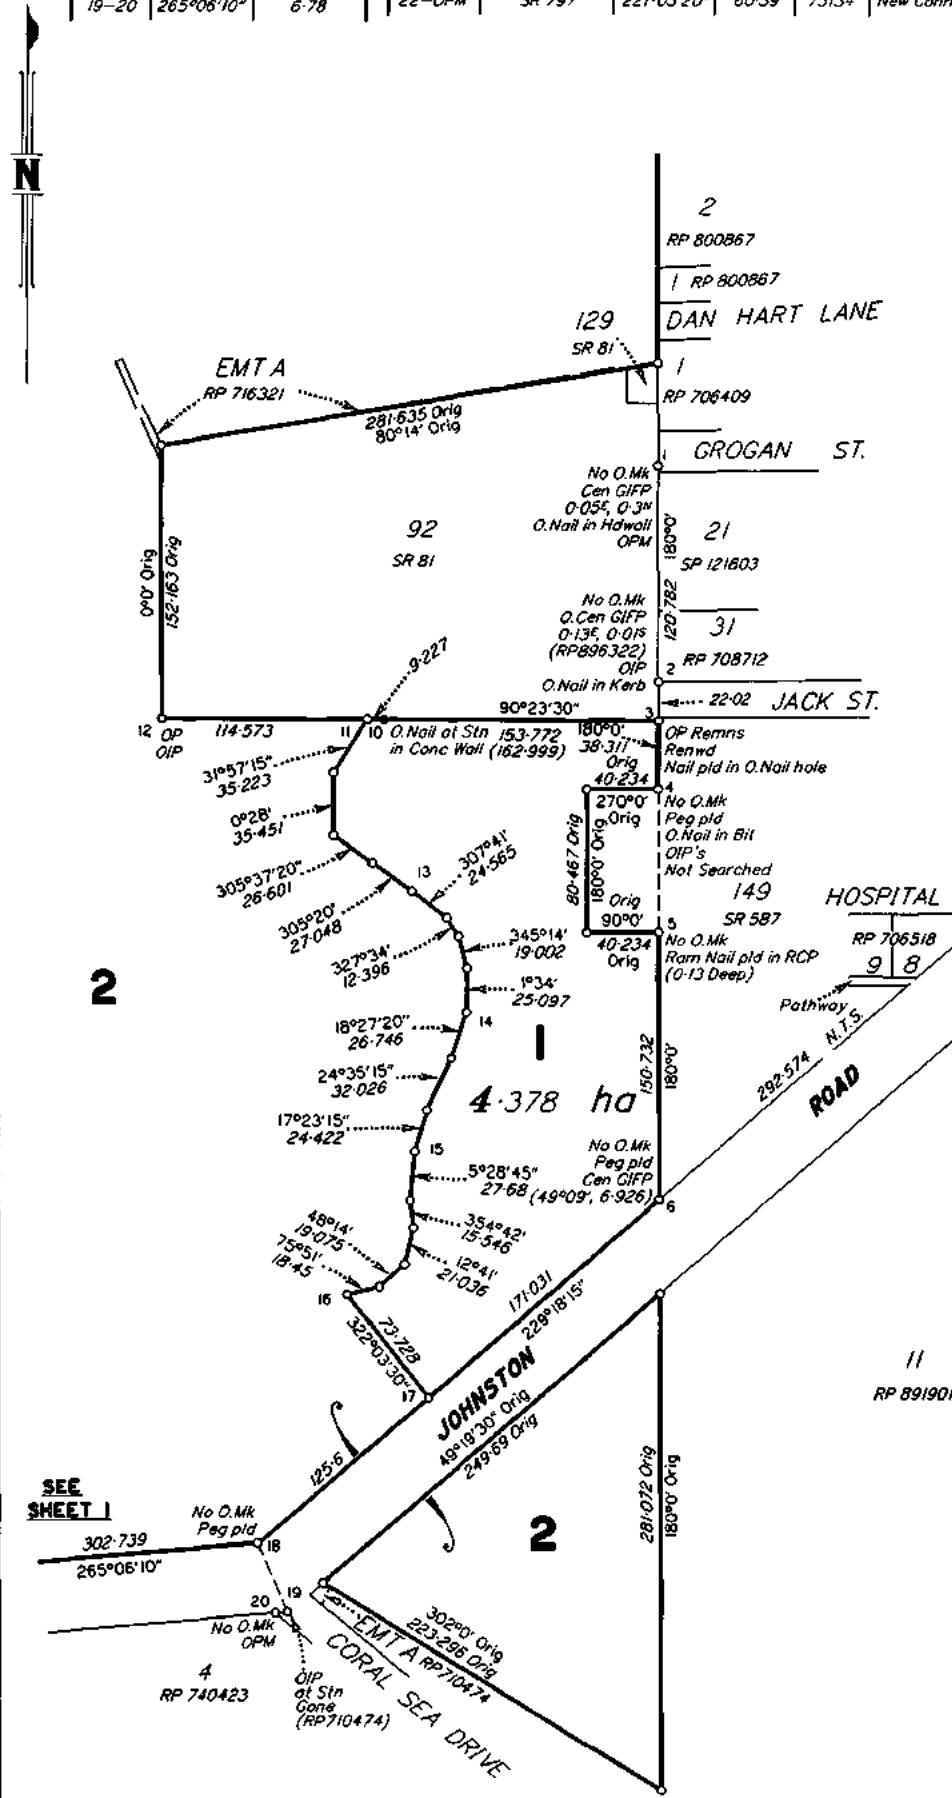 19-20 265°06'10" 6·78 22-OPM SR 797 60·59 75134
N
2
RP 800867
1 RP 800867
DAN HART LANE
129
SR 81
1
RP 706409
EMT A
RP 716321
281·635 Orig
80°14' Orig
GROGAN ST.
No O.Mk
Cen GIFP
0·05E, 0·3N
O.Nail in Hdwall
OPM
180°0'
120·782
21
SP 121603
92
SR 81
0°0' Orig
152·163 Orig
No O.Mk
O.Cen GIFP
0·13E, 0·01S
(RP896322)
OIP
O.Nail in Kerb
31
RP 708712
2
22·02
JACK ST.
9·227
90°23'30"
3
12
OP
OIP
114·573
11
10
O.Nail at Stn
in Conc Wall
153·772
(162·999)
180°0'
38·311
Orig
OP Remns
Renwd
Nail pld in O.Nail hole
40·234
270°0'
Orig
4
No O.Mk
Peg pld
O.Nail in Bit
OIP's
Not Searched
80·467 Orig
180°0' Orig
149
SR 587
Orig
90°0'
40·234
Orig
5
No O.Mk
Ram Nail pld in RCP
(0·13 Deep)
HOSPITAL
RP 706518
9 8
Pathway
31°57'15"
35·223
0°28'
35·451
305°37'20"
26·601
305°20'
27·048
13
307°41'
24·565
327°34'
12·396
345°14'
19·002
1°34'
25·097
14
2
18°27'20"
26·746
24°35'15"
32·026
17°23'15"
24·422
15
1
4·378 ha
150·732
180°0'
292·574
N.T.S.
ROAD
No O.Mk
Peg pld
Cen GIFP
(49°09', 6·926)
6
5°28'45"
27·68
354°42'
15·546
12°41'
21·036
48°14'
19·075
75°51'
18·45
16
73·728
322°03'30"
17
171·031
229°18'15"
JOHNSTON
49°19'30" Orig
249·69 Orig
11
RP 891901
125·6
SEE
SHEET 1
No O.Mk
Peg pld
18
302·739
265°06'10"
281·072 Orig
180°0' Orig
2
20
19
No O.Mk
OPM
4
RP 740423
OIP
at Stn
Gone
(RP710474)
EMT A RP710474
302°0' Orig
223·296 Orig
CORAL SEA DRIVE